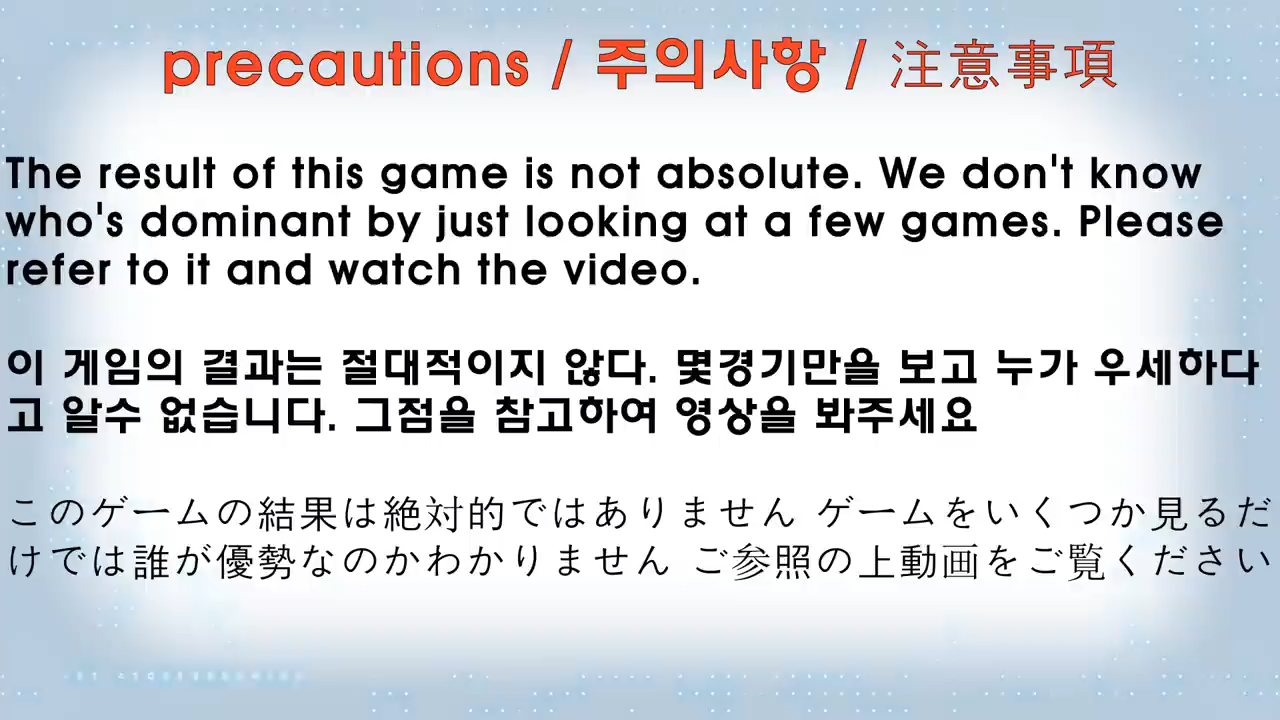 precautions / 주의사항 / 注意事項
The result of this game is not absolute. We don't know
who's dominant by just looking at a few games. Please
refer to it and watch the video.
이 게임의 결과는 절대적이지 않다. 몇경기만을 보고 누가 우세하다
고 알수 없습니다. 그점을 참고하여 영상을 봐주세요
このゲームの結果は絶対的ではありません ゲームをいくつか見るだ
けでは誰が優勢なのかわかりません ご参照の上動画をご覧ください